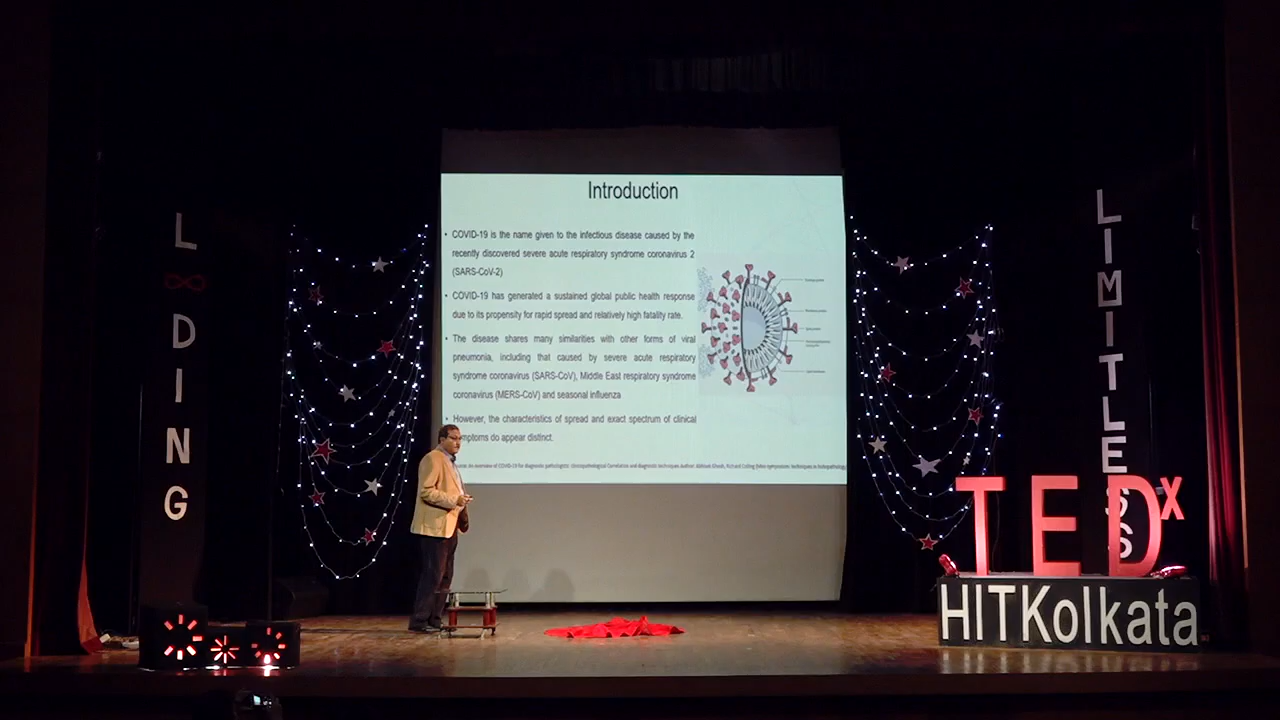 Introduction
• COVID-19 is the name given to the infectious disease caused by the
recently discovered severe acute respiratory syndrome coronavirus 2
(SARS-CoV-2)
• COVID-19 has generated a sustained global public health response
due to its propensity for rapid spread and relatively high fatality rate.
• The disease shares many similarities with other forms of viral
pneumonia, including that caused by severe acute respiratory
syndrome coronavirus (SARS-CoV), Middle East respiratory syndrome
coronavirus (MERS-CoV) and seasonal influenza
• However, the characteristics of spread and exact spectrum of clinical
do appear distinct.
L∞DING
LIMITLESS
TEDx
HITKolkata